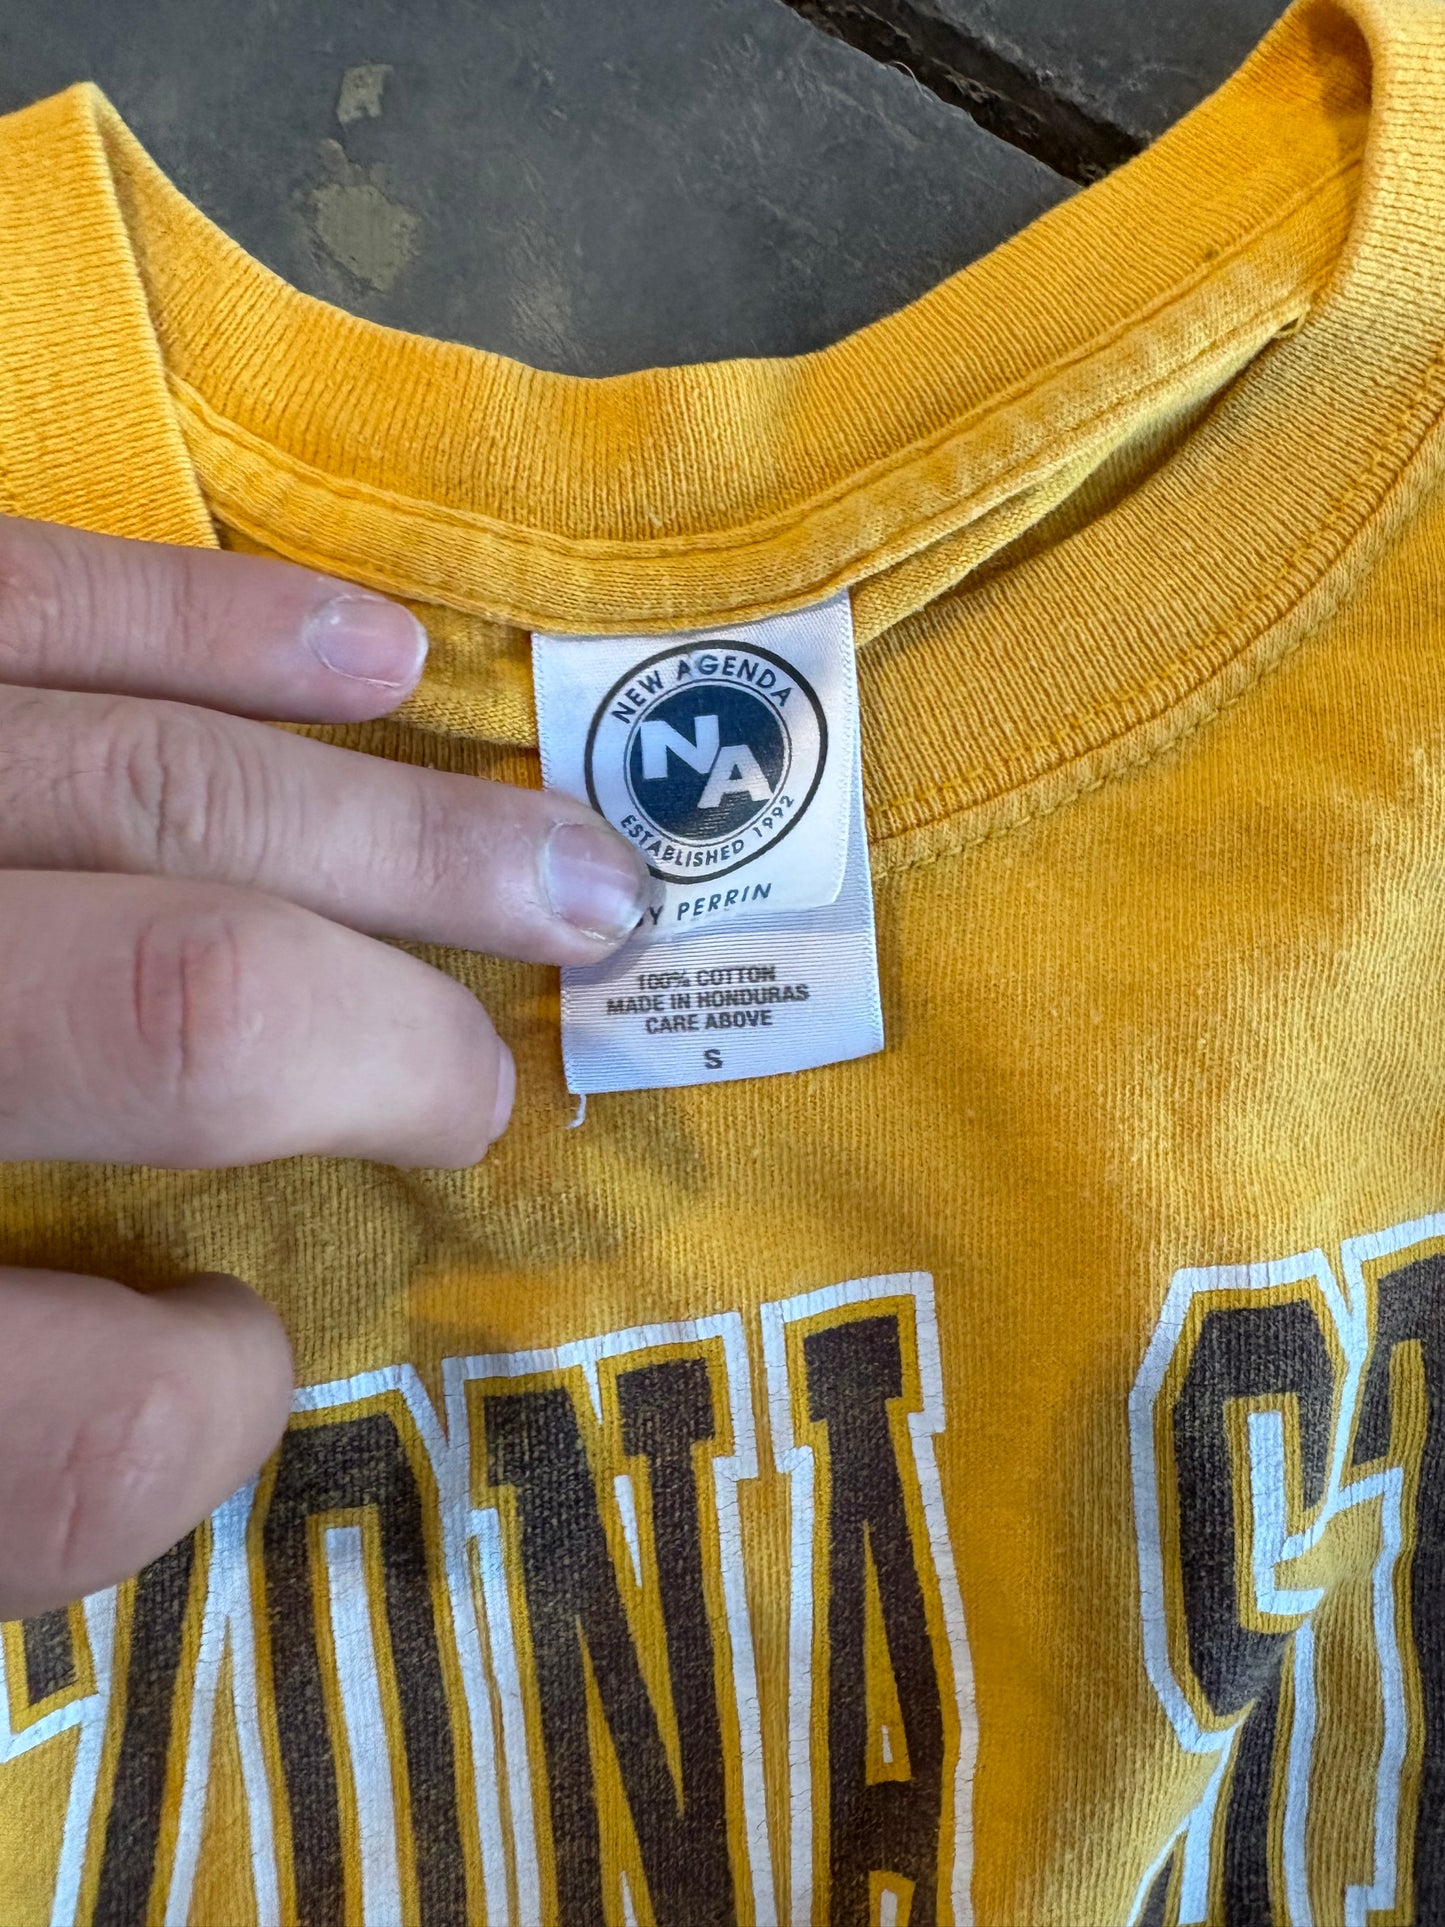 NEW AGENDA
NA
ESTABLISHED 1992
PERRIN
100% COTTON
MADE IN HONDURAS
CARE ABOVE
S
ONA